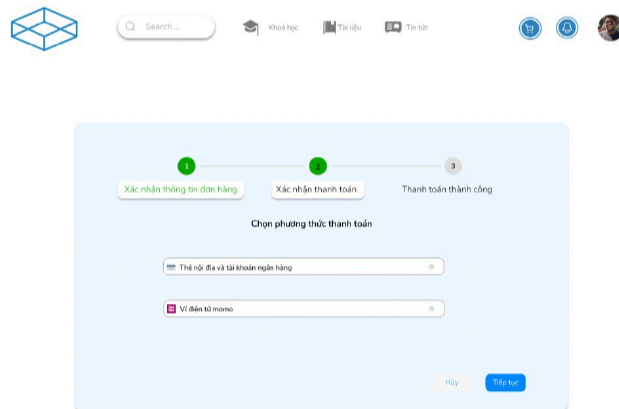 Search ...
Khoá học
Tài liệu
Tin tức
1
2
3
Xác nhận thông tin đơn hàng
Xác nhận thanh toán
Thanh toán thành công
Chọn phương thức thanh toán
Thẻ nội địa và tài khoản ngân hàng
Ví điện tử momo
Hủy
Tiếp tục